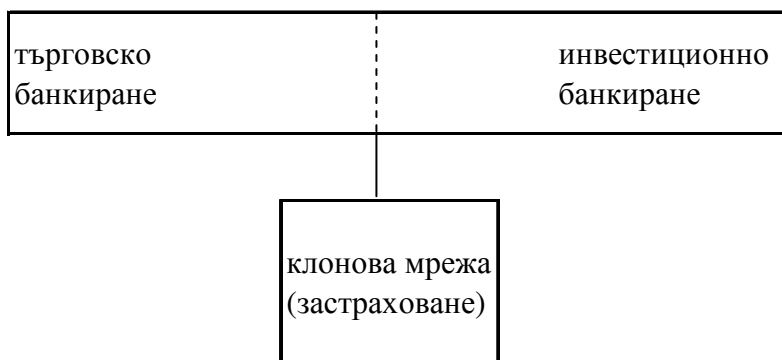 търговско
банкиране
инвестиционно
банкиране
клонова мрежа
(застраховане)